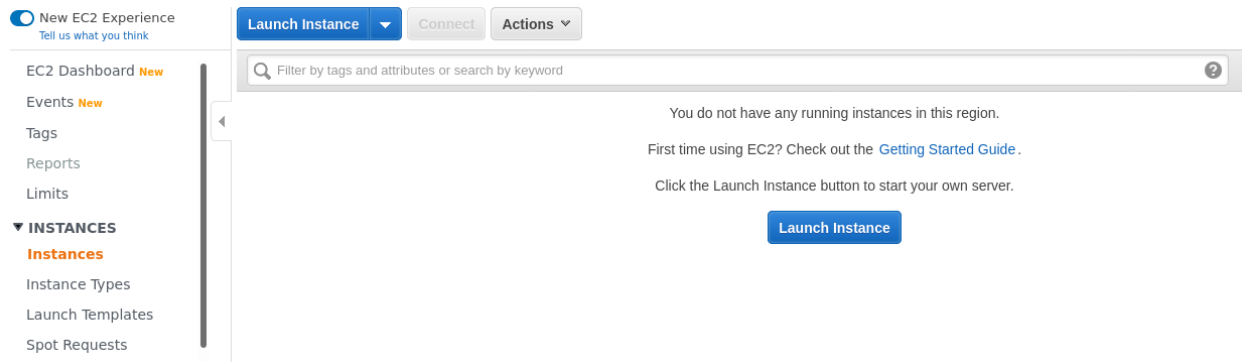 New EC2 Experience
Tell us what you think
EC2 Dashboard New
Events New
Tags
Reports
Limits
INSTANCES
Instances
Instance Types
Launch Templates
Spot Requests
Launch Instance
Connect
Actions
Filter by tags and attributes or search by keyword
?
You do not have any running instances in this region.
First time using EC2? Check out the Getting Started Guide .
Click the Launch Instance button to start your own server.
Launch Instance